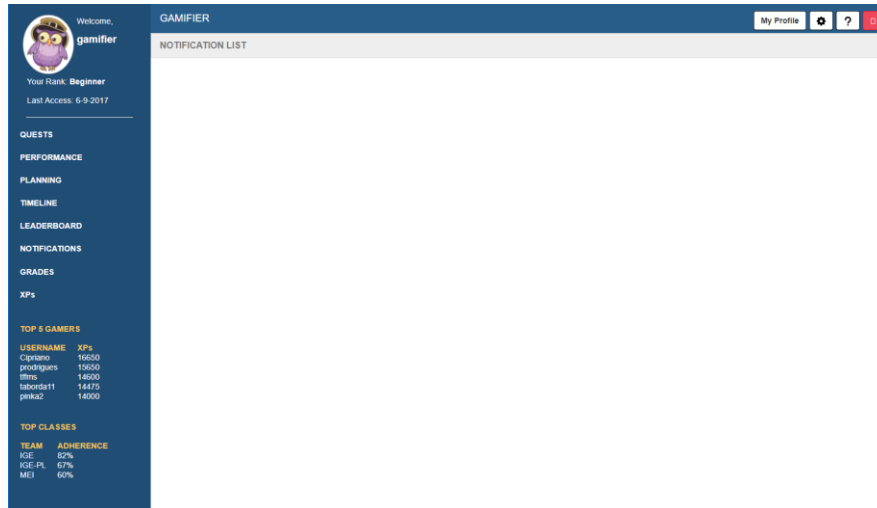 Welcome,
gamifier
Your Rank: Beginner
Last Access: 6-9-2017
QUESTS
PERFORMANCE
PLANNING
TIMELINE
LEADERBOARD
NOTIFICATIONS
GRADES
XPs
TOP 5 GAMERS
USERNAME XPs
Cipriano 16650
prodrigues 15650
tflms 14600
taborda11 14475
pinka2 14000
TOP CLASSES
TEAM ADHERENCE
IGE 82%
IGE-PL 67%
MEI 60%
GAMIFIER
My Profile ?
NOTIFICATION LIST